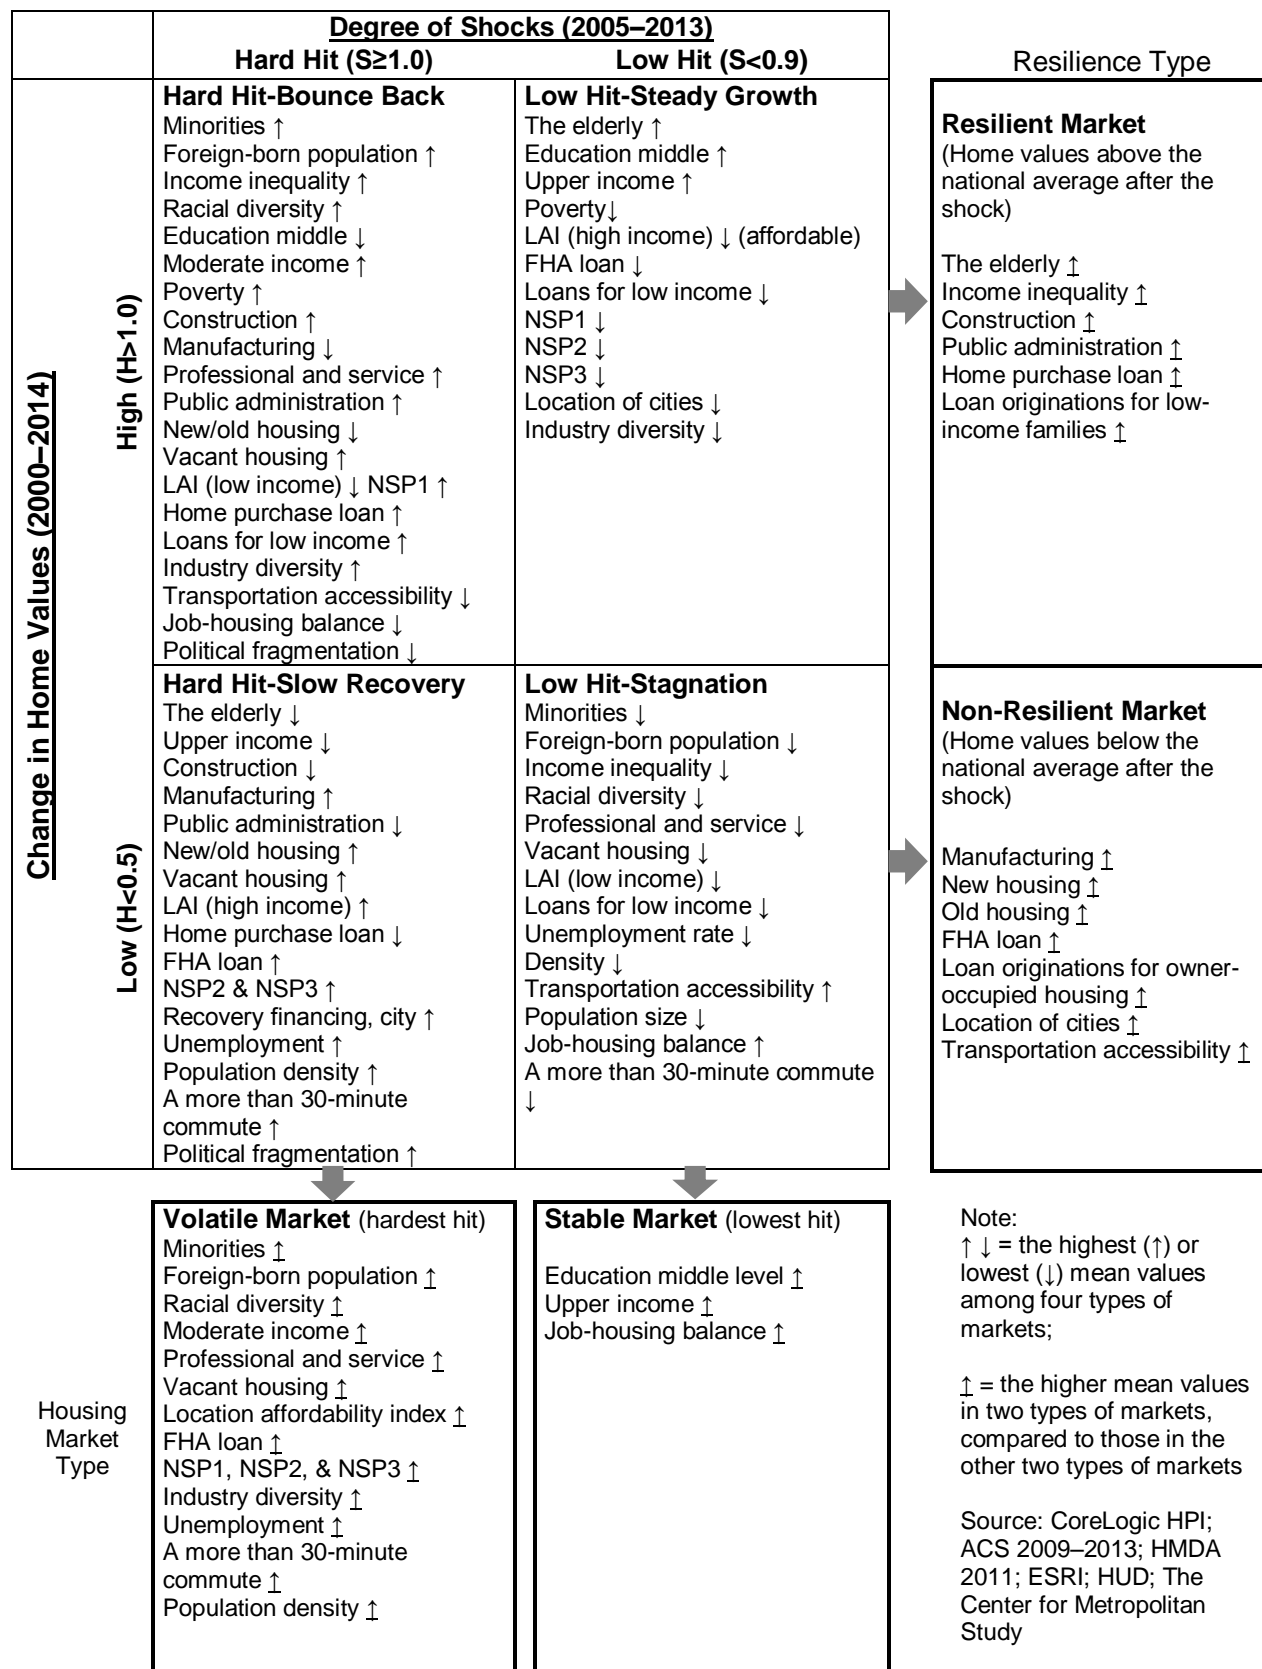 Degree of Shocks (2005–2013)
Hard Hit (S≥1.0)
Low Hit (S<0.9)
Resilience Type
Change in Home Values (2000–2014)
High (H>1.0)
Hard Hit-Bounce Back
Minorities ↑
Foreign-born population ↑
Income inequality ↑
Racial diversity ↑
Education middle ↓
Moderate income ↑
Poverty ↑
Construction ↑
Manufacturing ↓
Professional and service ↑
Public administration ↑
New/old housing ↓
Vacant housing ↑
LAI (low income) ↓ NSP1 ↑
Home purchase loan ↑
Loans for low income ↑
Industry diversity ↑
Transportation accessibility ↓
Job-housing balance ↓
Political fragmentation ↓
Low Hit-Steady Growth
The elderly ↑
Education middle ↑
Upper income ↑
Poverty↓
LAI (high income) ↓ (affordable)
FHA loan ↓
Loans for low income ↓
NSP1 ↓
NSP2 ↓
NSP3 ↓
Location of cities ↓
Industry diversity ↓
Resilient Market
(Home values above the
national average after the
shock)
The elderly ↑
Income inequality ↑
Construction ↑
Public administration ↑
Home purchase loan ↑
Loan originations for low-
income families ↑
Low (H<0.5)
Hard Hit-Slow Recovery
The elderly ↓
Upper income ↓
Construction ↓
Manufacturing ↑
Public administration ↓
New/old housing ↑
Vacant housing ↑
LAI (high income) ↑
Home purchase loan ↓
FHA loan ↑
NSP2 & NSP3 ↑
Recovery financing, city ↑
Unemployment ↑
Population density ↑
A more than 30-minute
commute ↑
Political fragmentation ↑
Low Hit-Stagnation
Minorities ↓
Foreign-born population ↓
Income inequality ↓
Racial diversity ↓
Professional and service ↓
Vacant housing ↓
LAI (low income) ↓
Loans for low income ↓
Unemployment rate ↓
Density ↓
Transportation accessibility ↑
Population size ↓
Job-housing balance ↑
A more than 30-minute commute
↓
Non-Resilient Market
(Home values below the
national average after the
shock)
Manufacturing ↑
New housing ↑
Old housing ↑
FHA loan ↑
Loan originations for owner-
occupied housing ↑
Location of cities ↑
Transportation accessibility ↑
Housing
Market
Type
Volatile Market (hardest hit)
Minorities ↑
Foreign-born population ↑
Racial diversity ↑
Moderate income ↑
Professional and service ↑
Vacant housing ↑
Location affordability index ↑
FHA loan ↑
NSP1, NSP2, & NSP3 ↑
Industry diversity ↑
Unemployment ↑
A more than 30-minute
commute ↑
Population density ↑
Stable Market (lowest hit)
Education middle level ↑
Upper income ↑
Job-housing balance ↑
Note:
↑ ↓ = the highest (↑) or
lowest (↓) mean values
among four types of
markets;
↑ = the higher mean values
in two types of markets,
compared to those in the
other two types of markets
Source: CoreLogic HPI;
ACS 2009–2013; HMDA
2011; ESRI; HUD; The
Center for Metropolitan
Study